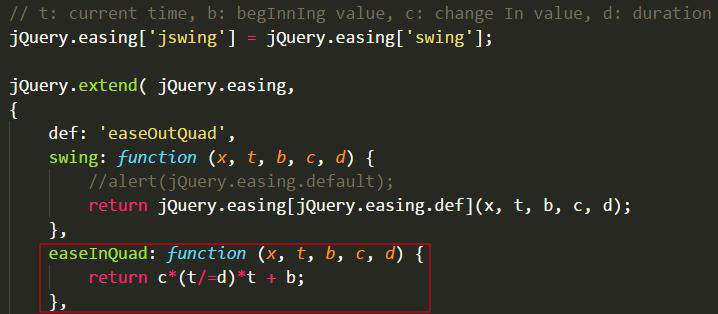 // t: current time, b: begInnIng value, c: change In value, d: duration
jQuery.easing['jswing'] = jQuery.easing['swing'];
jQuery.extend( jQuery.easing,
{
def: 'easeOutQuad',
swing: function (x, t, b, c, d) {
//alert(jQuery.easing.default);
return jQuery.easing[jQuery.easing.def](x, t, b, c, d);
},
easeInQuad: function (x, t, b, c, d) {
return c*(t/=d)*t + b;
},